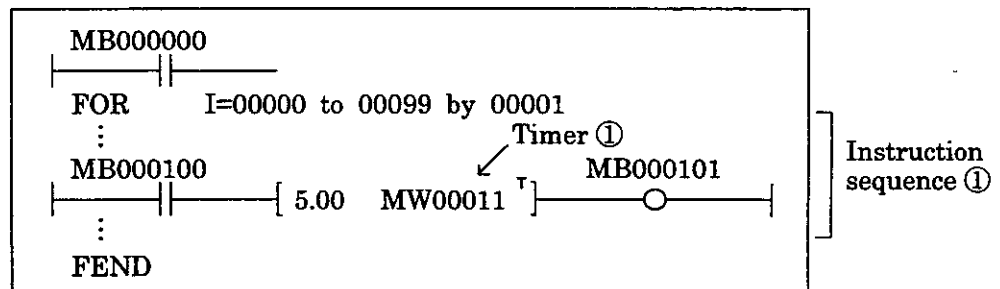 MB000000
FOR I=00000 to 00099 by 00001
⋮
Timer ①
MB000100 MB000101
5.00 MW00011 T
⋮
FEND
Instruction
sequence ①